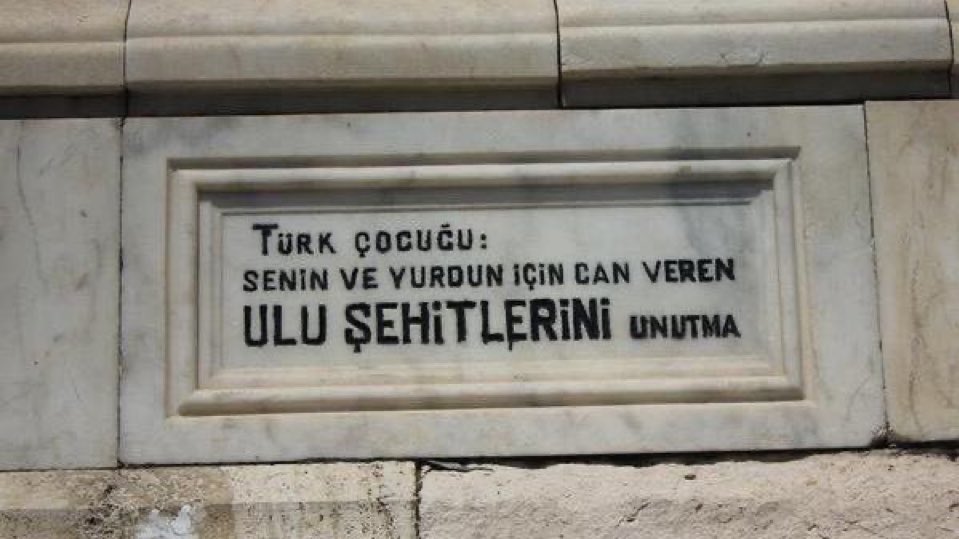 TÜRK ÇOCUĞU:
SENİN VE YURDUN İÇİN CAN VEREN
ULU ŞEHİTLERİNİ UNUTMA